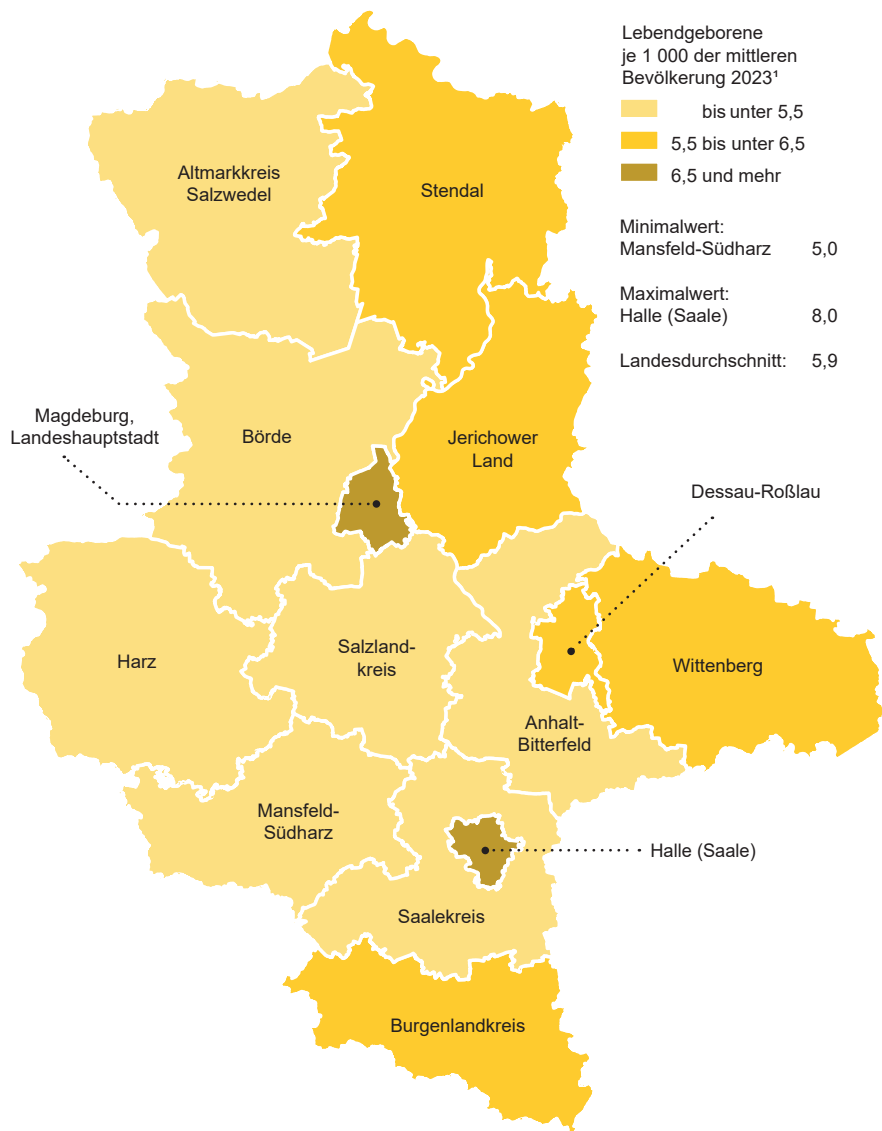 Lebendgeborene
je 1 000 der mittleren
Bevölkerung 2023¹
bis unter 5,5
5,5 bis unter 6,5
6,5 und mehr
Minimalwert:
Mansfeld-Südharz 5,0
Maximalwert:
Halle (Saale) 8,0
Landesdurchschnitt: 5,9
Altmarkkreis
Salzwedel
Stendal
Magdeburg,
Landeshauptstadt
Börde
Jerichower
Land
Dessau-Roßlau
Harz
Salzland-
kreis
Wittenberg
Anhalt-
Bitterfeld
Mansfeld-
Südharz
Halle (Saale)
Saalekreis
Burgenlandkreis